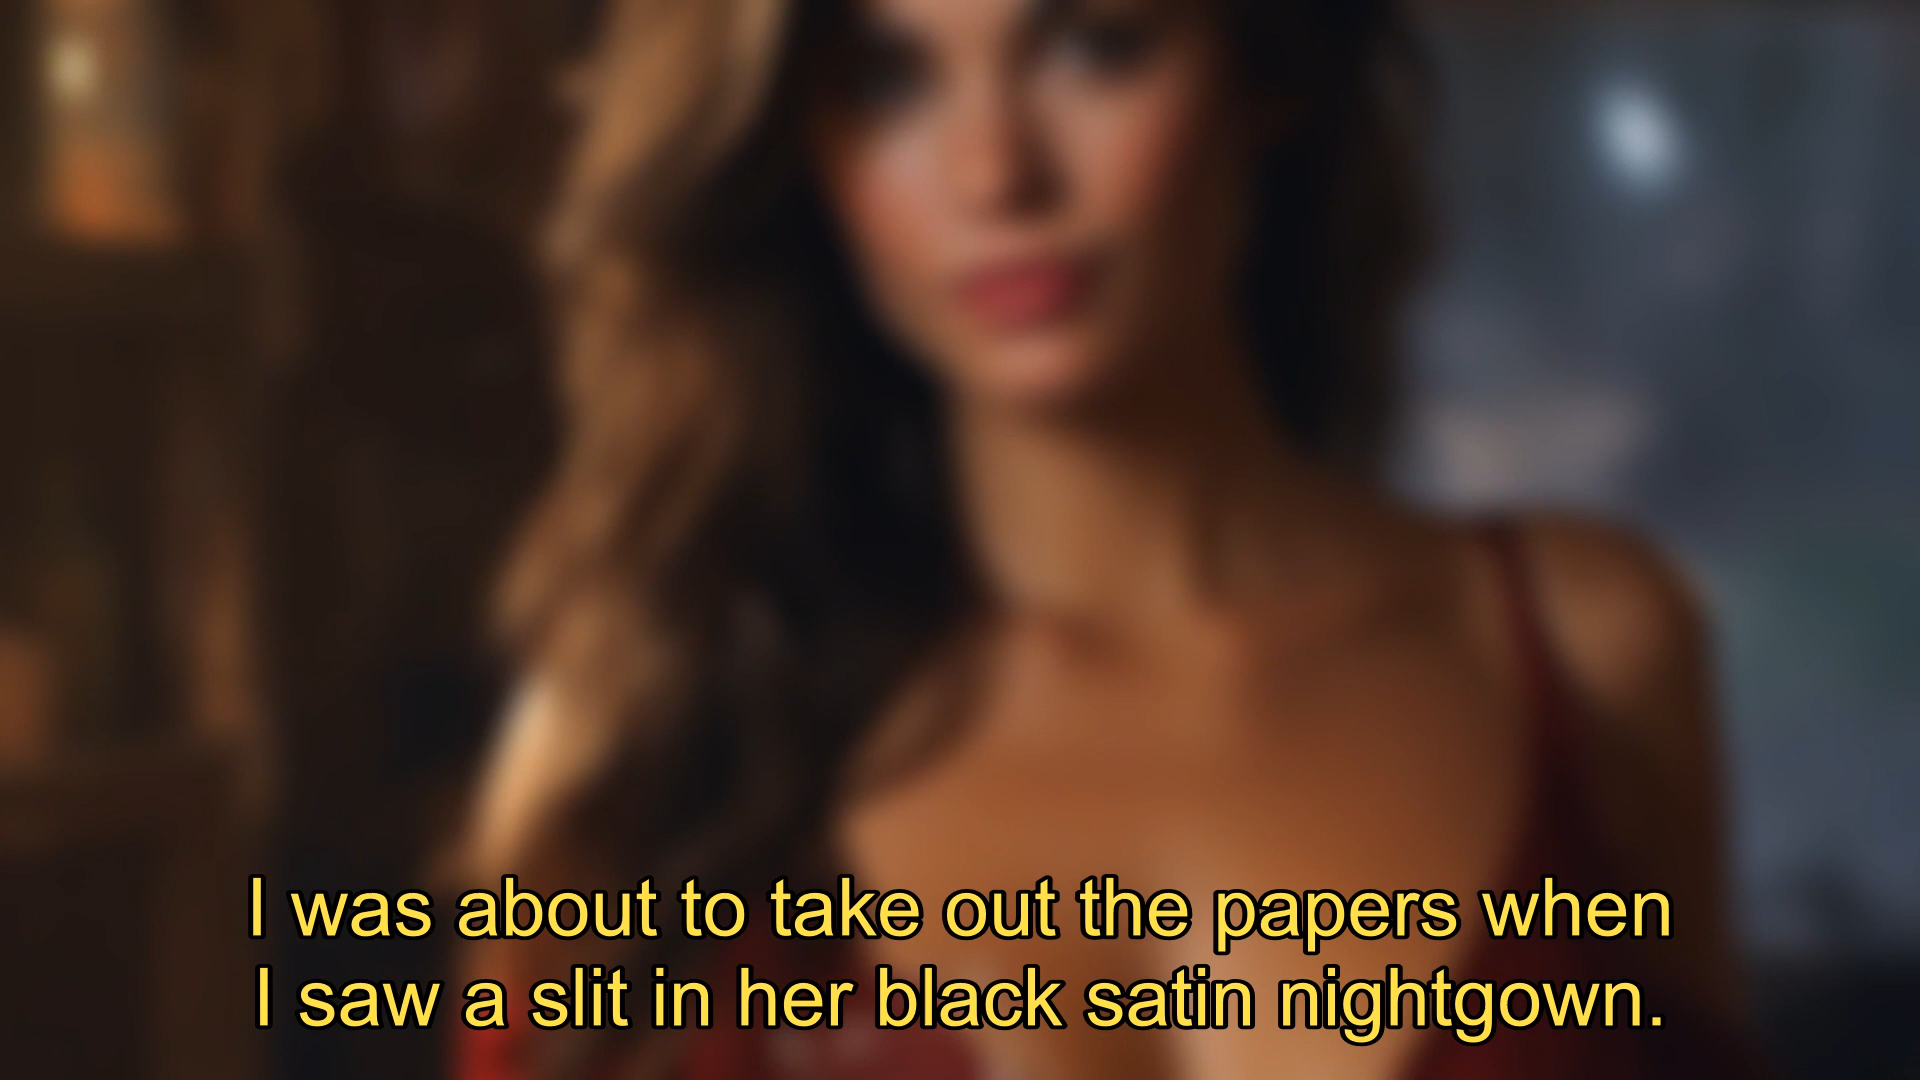 I was about to take out the papers when
I saw a slit in her black satin nightgown.